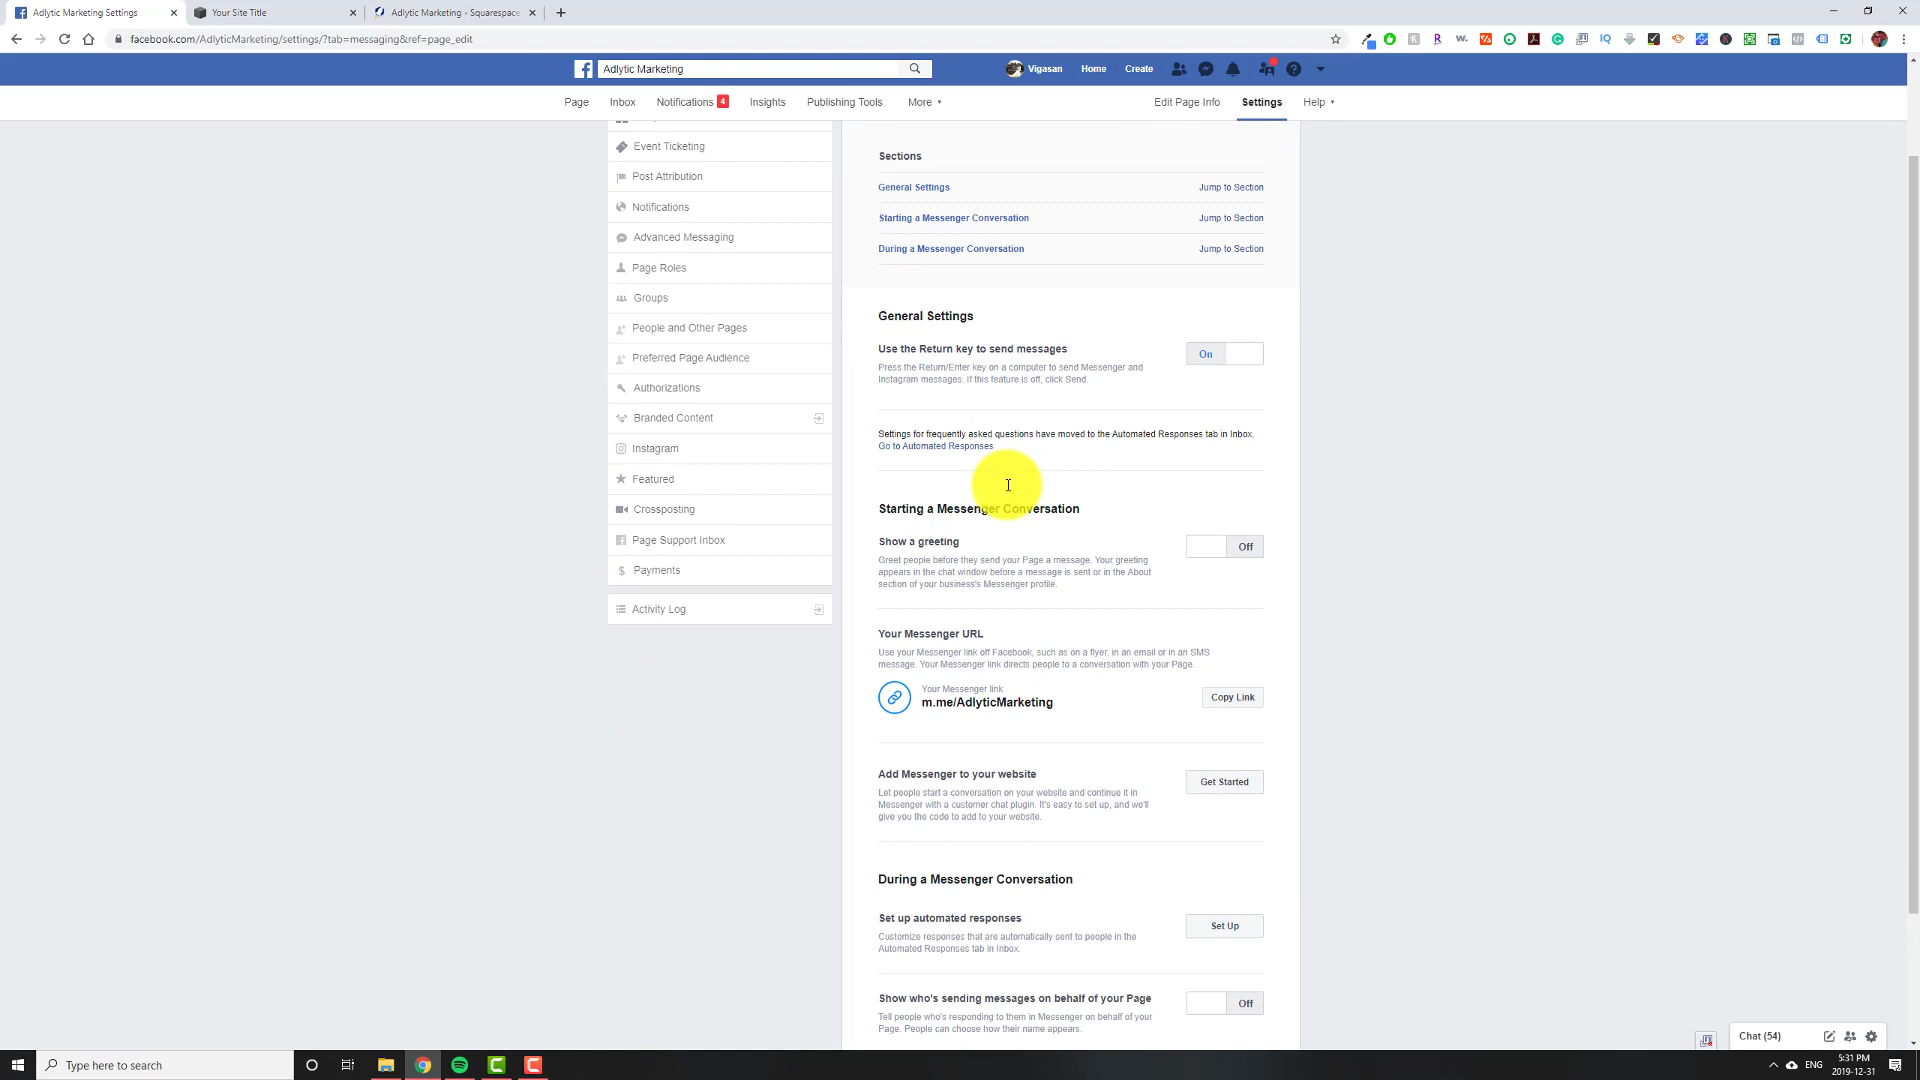 Adlytic Marketing Settings
Your Site Title
Adlytic Marketing - Squarespace
facebook.com/AdlyticMarketing/settings/?tab=messaging&ref=page_edit
Adlytic Marketing
Vigasan
Home
Create
Page
Inbox
Notifications 4
Insights
Publishing Tools
More
Edit Page Info
Settings
Help
Event Ticketing
Post Attribution
Notifications
Advanced Messaging
Page Roles
Groups
People and Other Pages
Preferred Page Audience
Authorizations
Branded Content
Instagram
Featured
Crossposting
Page Support Inbox
Payments
Activity Log
Sections
General Settings Jump to Section
Starting a Messenger Conversation Jump to Section
During a Messenger Conversation Jump to Section
General Settings
Use the Return key to send messages
On
Press the Return/Enter key on a computer to send Messenger and
Instagram messages. If this feature is off, click Send.
Settings for frequently asked questions have moved to the Automated Responses tab in Inbox.
Go to Automated Responses
Starting a Messenger Conversation
Show a greeting
Off
Greet people before they send your Page a message. Your greeting
appears in the chat window before a message is sent or in the About
section of your business's Messenger profile.
Your Messenger URL
Use your Messenger link off Facebook, such as on a flyer, in an email or in an SMS
message. Your Messenger link directs people to a conversation with your Page.
Your Messenger link
m.me/AdlyticMarketing
Copy Link
Add Messenger to your website
Get Started
Let people start a conversation on your website and continue it in
Messenger with a customer chat plugin. It's easy to set up, and we'll
give you the code to add to your website.
During a Messenger Conversation
Set up automated responses
Set Up
Customize responses that are automatically sent to people in the
Automated Responses tab in Inbox.
Show who's sending messages on behalf of your Page
Off
Tell people who's responding to them in Messenger on behalf of your
Page. People can choose how their name appears.
Chat (54)
Type here to search
ENG
5:31 PM
2019-12-31